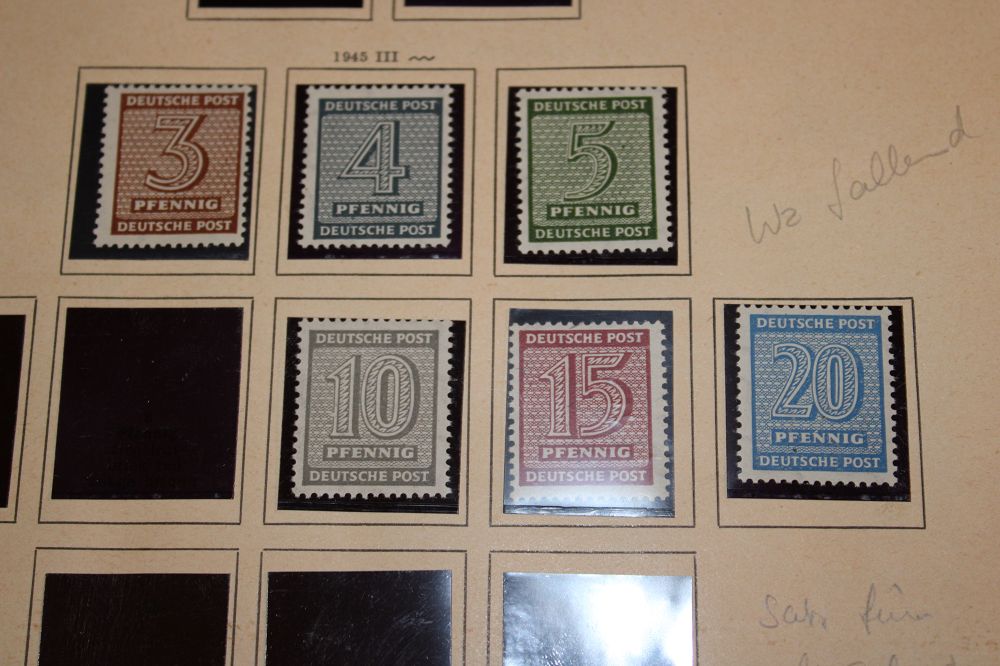 1945 III
DEUTSCHE POST
3
PFENNIG
DEUTSCHE POST
DEUTSCHE POST
4
PFENNIG
DEUTSCHE POST
DEUTSCHE POST
5
PFENNIG
DEUTSCHE POST
Wz fallend
DEUTSCHE POST
10
PFENNIG
DEUTSCHE POST
DEUTSCHE POST
15
PFENNIG
DEUTSCHE POST
DEUTSCHE POST
20
PFENNIG
DEUTSCHE POST
Satz für